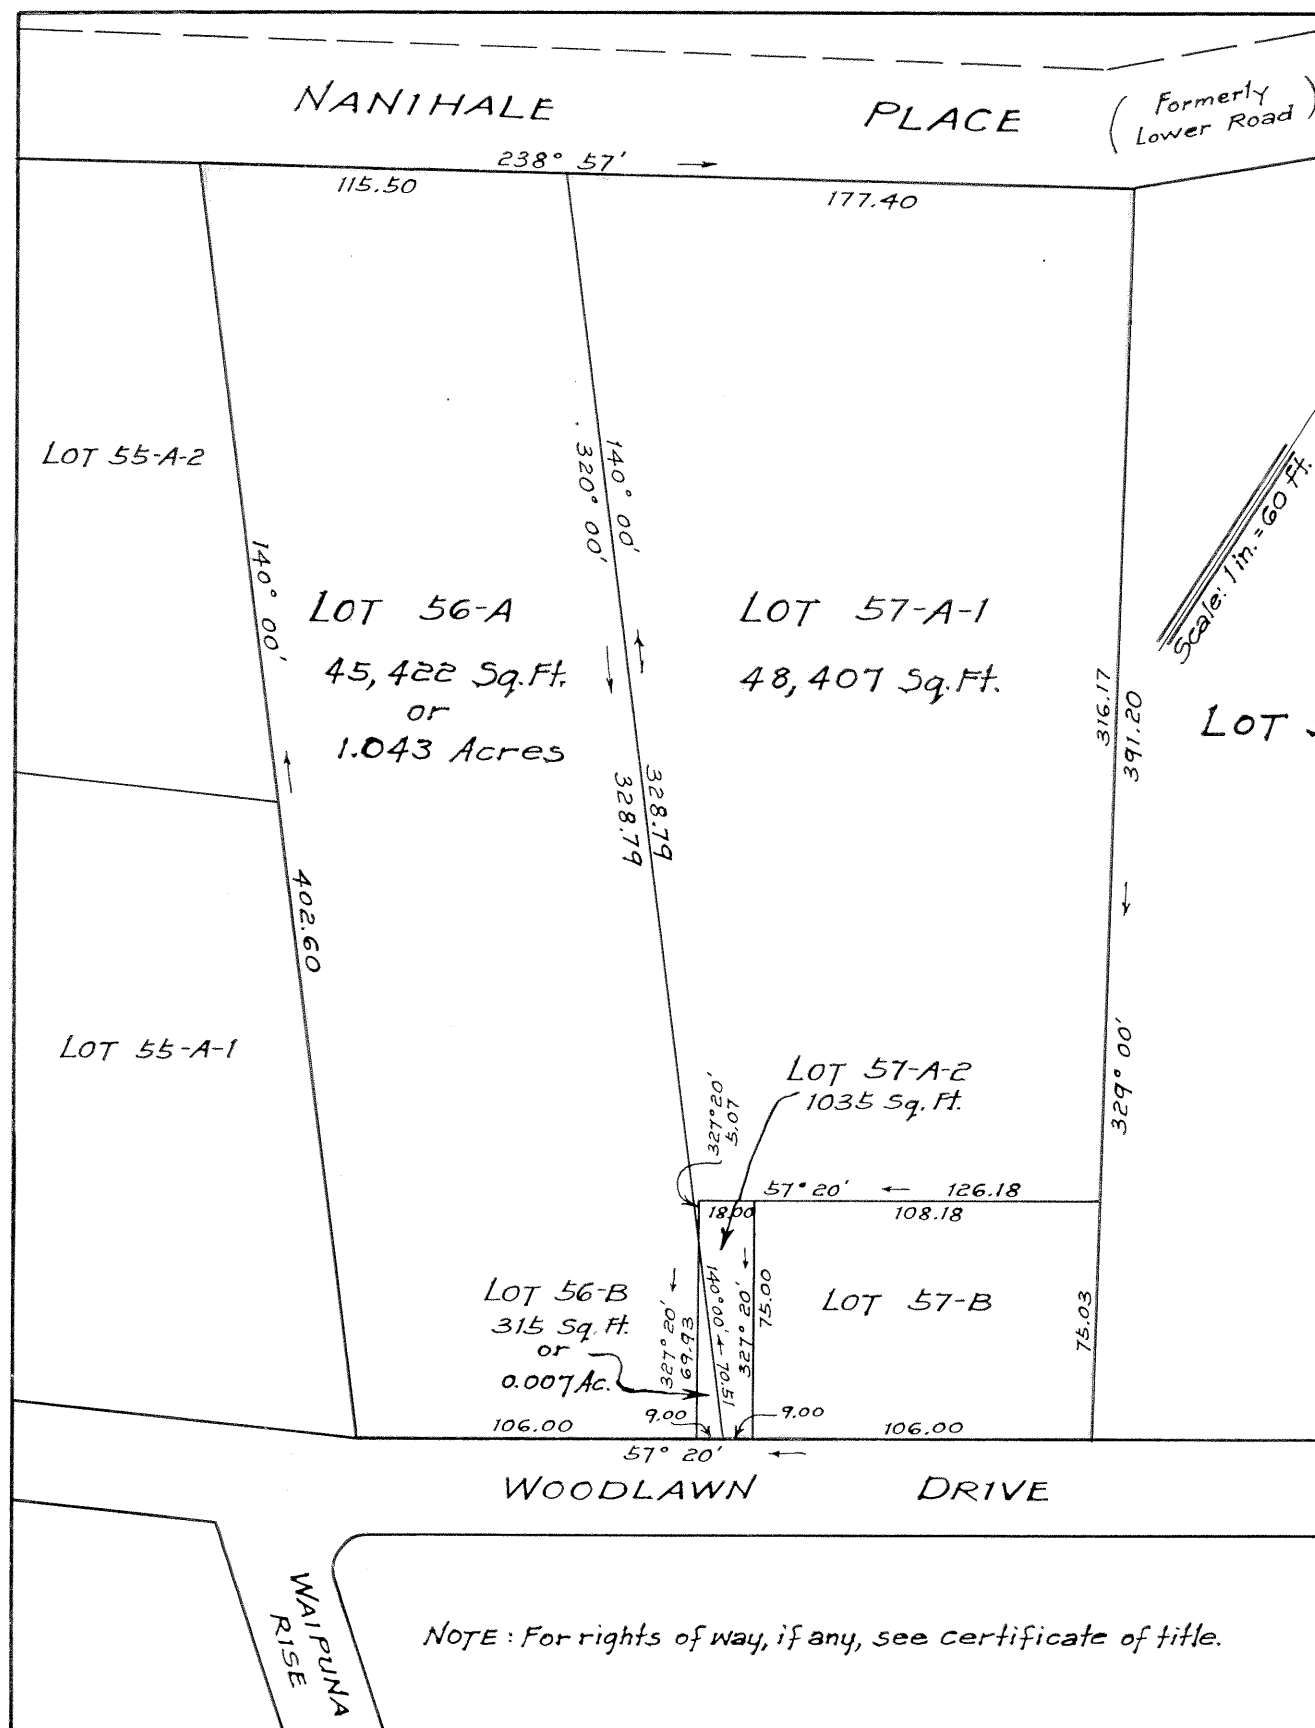 NANIHALE PLACE
( Formerly
Lower Road )
238° 57' →
115.50
177.40
LOT 55-A-2
140° 00'
320° 00'
140° 00'
Scale: 1 in. = 60 ft.
LOT 56-A
45,422 Sq.Ft.
or
1.043 Acres
LOT 57-A-1
48,407 Sq.Ft.
316.17
391.20
LOT
328.79
328.79
402.60
LOT 55-A-1
329° 00'
LOT 57-A-2
1035 Sq. Ft.
327° 20'
5.07
57° 20' ← 126.18
18.00
108.18
LOT 56-B
315 Sq. Ft.
or
0.007 Ac.
327° 20' ←
69.93
140° 00' ← 70.51
327° 20' ←
75.00
LOT 57-B
75.03
106.00
9.00
9.00
106.00
57° 20' ←
WOODLAWN DRIVE
WAIPUNA
RISE
NOTE: For rights of way, if any, see certificate of title.